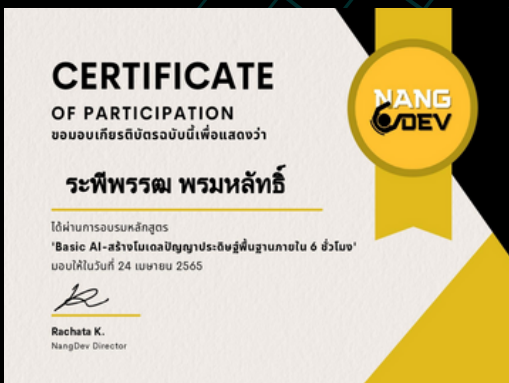 CERTIFICATE
OF PARTICIPATION
ขอมอบเกียรติบัตรฉบับนี้เพื่อแสดงว่า
ระพีพรรฒ พรมหลัทธิ์
ได้ผ่านการอบรมหลักสูตร
'Basic AI-สร้างโมเดลปัญญาประดิษฐ์พื้นฐานภายใน 6 ชั่วโมง'
มอบให้ในวันที่ 24 เมษายน 2565
Rachata K.
NangDev Director
NANG
DEV